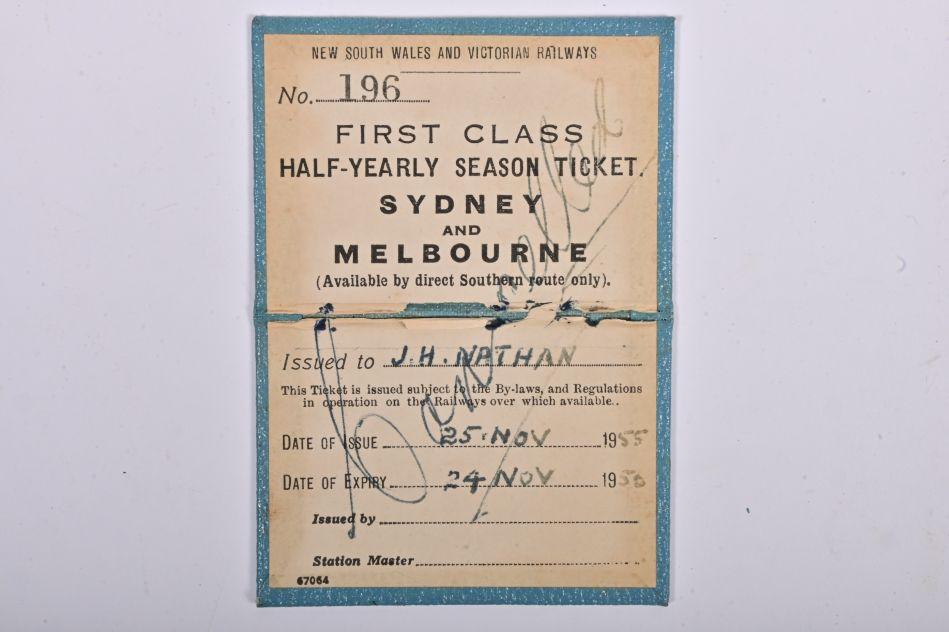 NEW SOUTH WALES AND VICTORIAN RAILWAYS
No. 196
FIRST CLASS
HALF-YEARLY SEASON TICKET.
SYDNEY
AND
MELBOURNE
(Available by direct Southern route only).
Cancelled
Issued to J.H. NATHAN
This Ticket is issued subject to the By-laws, and Regulations
in operation on the Railways over which available..
DATE OF ISSUE 25 NOV 1955
DATE OF EXPIRY 24 NOV 195
Issued by
Station Master
67064